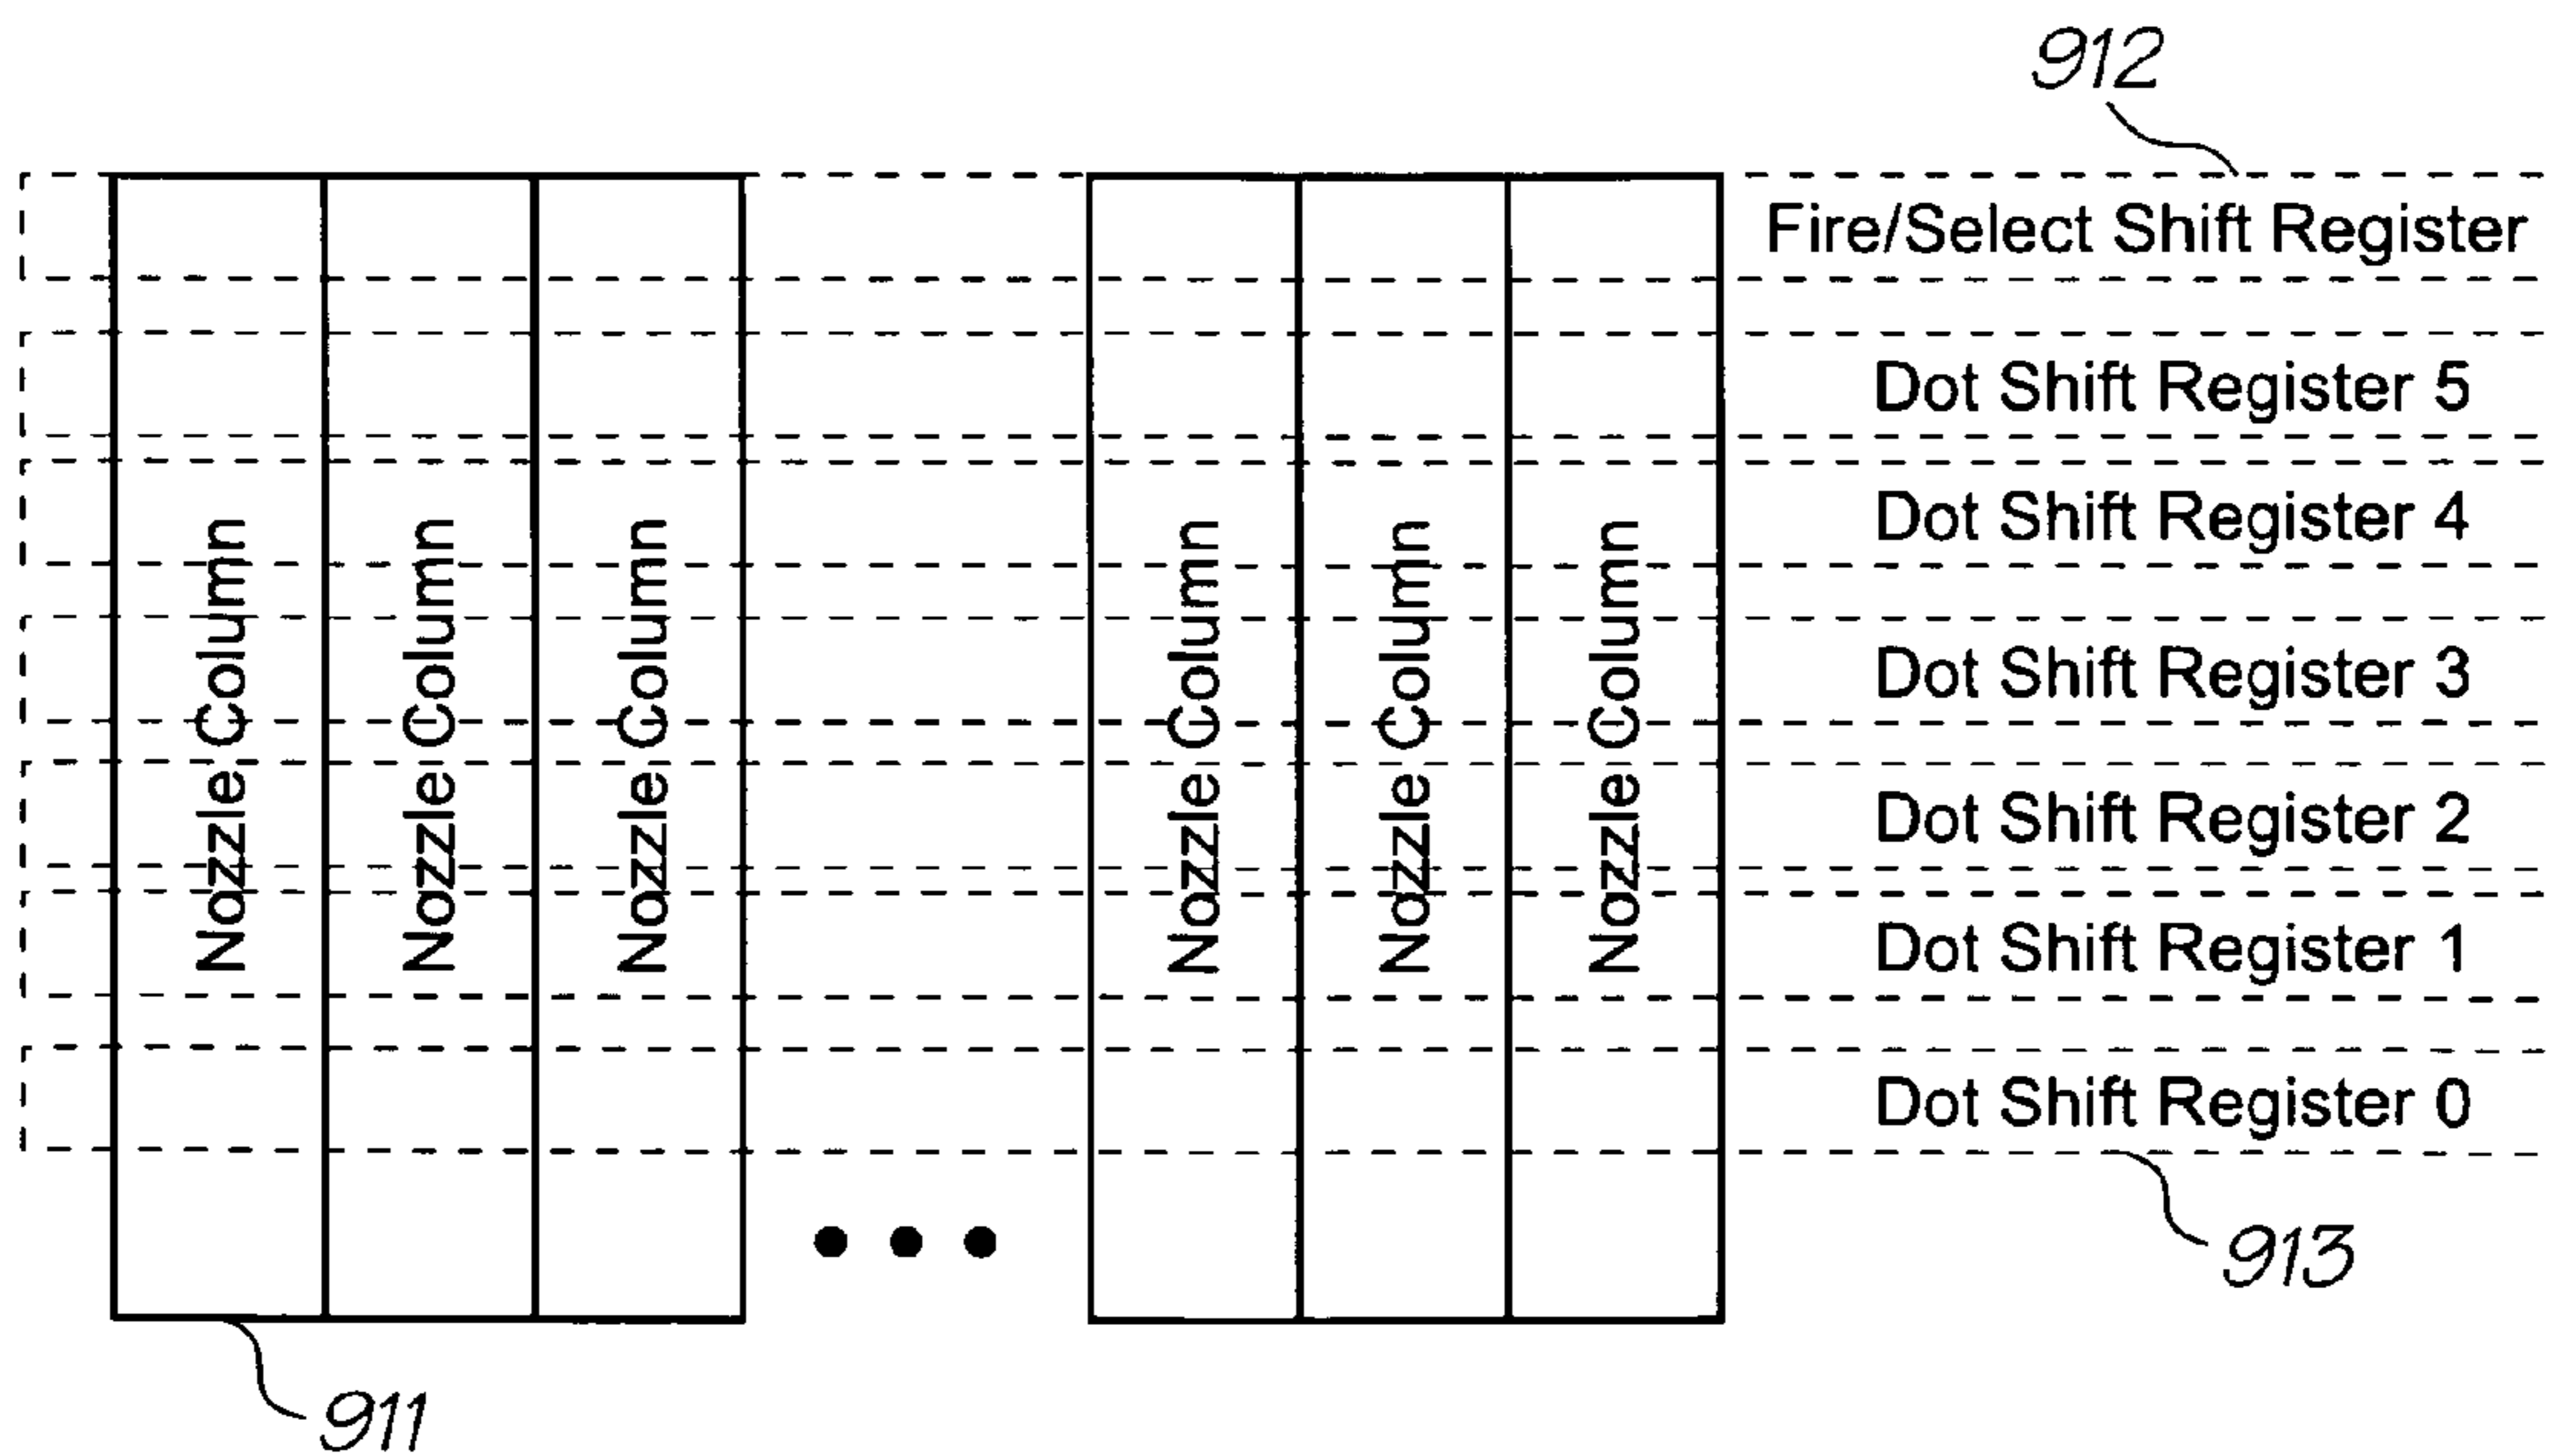 912
Fire/Select Shift Register
Dot Shift Register 5
Dot Shift Register 4
Dot Shift Register 3
Dot Shift Register 2
Dot Shift Register 1
Dot Shift Register 0
Nozzle Column
Nozzle Column
Nozzle Column
Nozzle Column
Nozzle Column
Nozzle Column
913
911